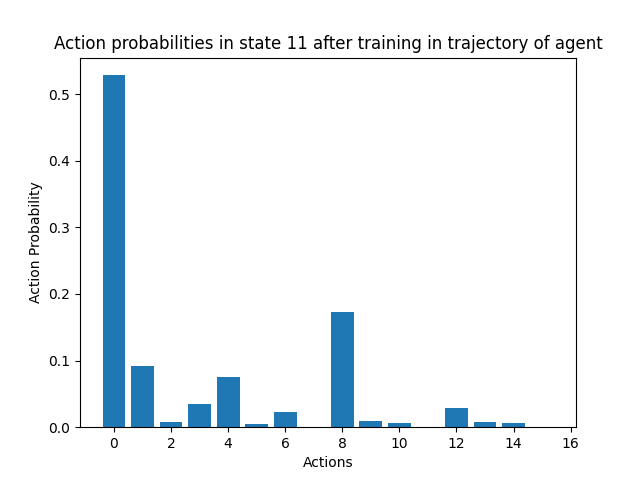 Action probabilities in state 11 after training in trajectory of agent
0.5
0.4
0.3
0.2
0.1
0.0
Action Probability
0 2 4 6 8 10 12 14 16
Actions